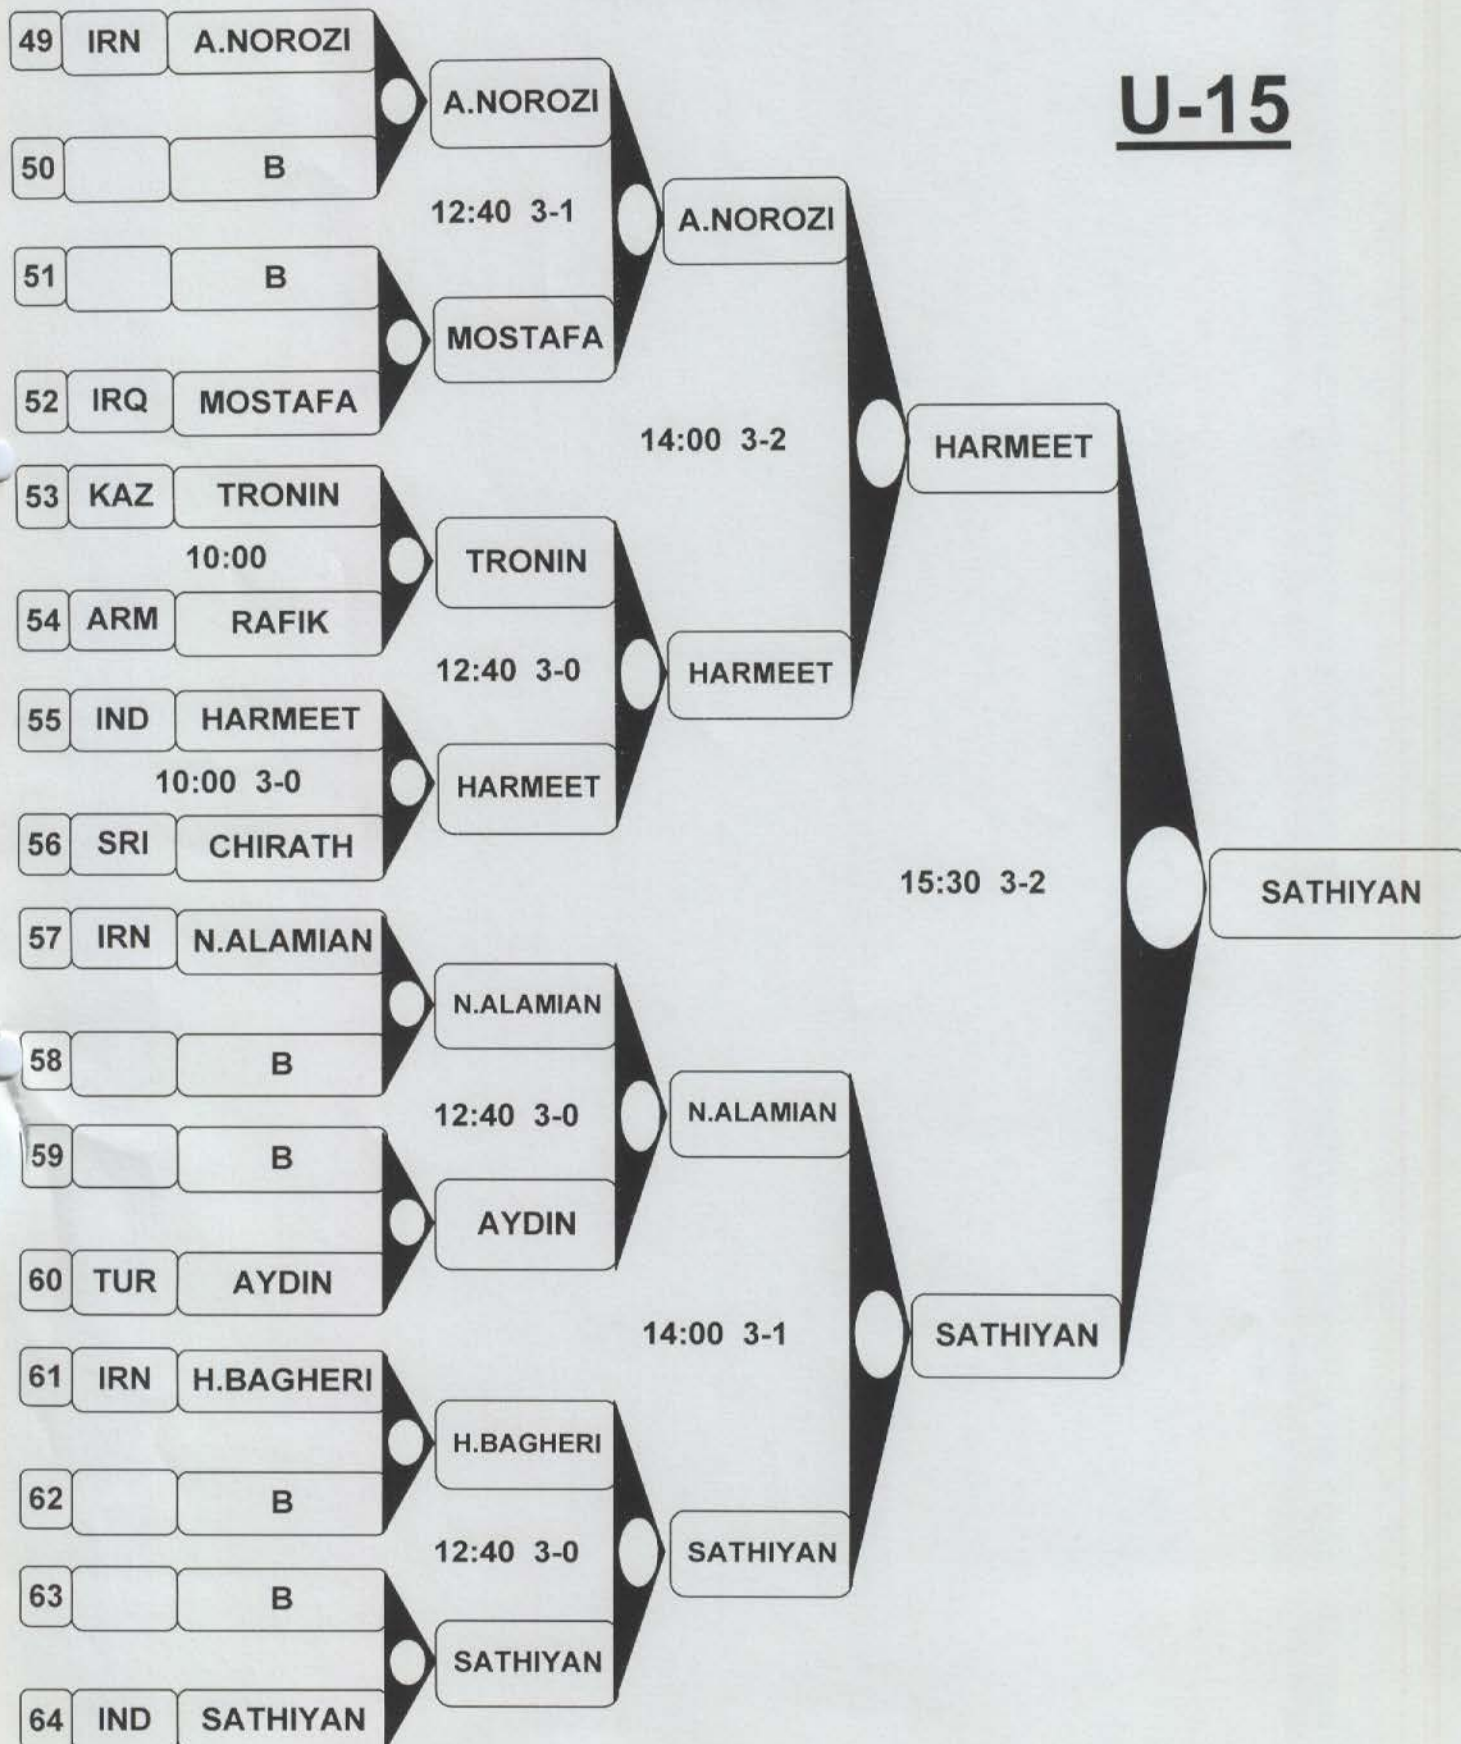 U-15
49 IRN A.NOROZI
A.NOROZI
50 B
12:40 3-1
A.NOROZI
51 B
MOSTAFA
52 IRQ MOSTAFA
14:00 3-2
HARMEET
53 KAZ TRONIN
10:00
TRONIN
54 ARM RAFIK
12:40 3-0
HARMEET
55 IND HARMEET
10:00 3-0
HARMEET
56 SRI CHIRATH
15:30 3-2
SATHIYAN
57 IRN N.ALAMIAN
N.ALAMIAN
58 B
12:40 3-0
N.ALAMIAN
59 B
AYDIN
60 TUR AYDIN
14:00 3-1
SATHIYAN
61 IRN H.BAGHERI
H.BAGHERI
62 B
12:40 3-0
SATHIYAN
63 B
SATHIYAN
64 IND SATHIYAN